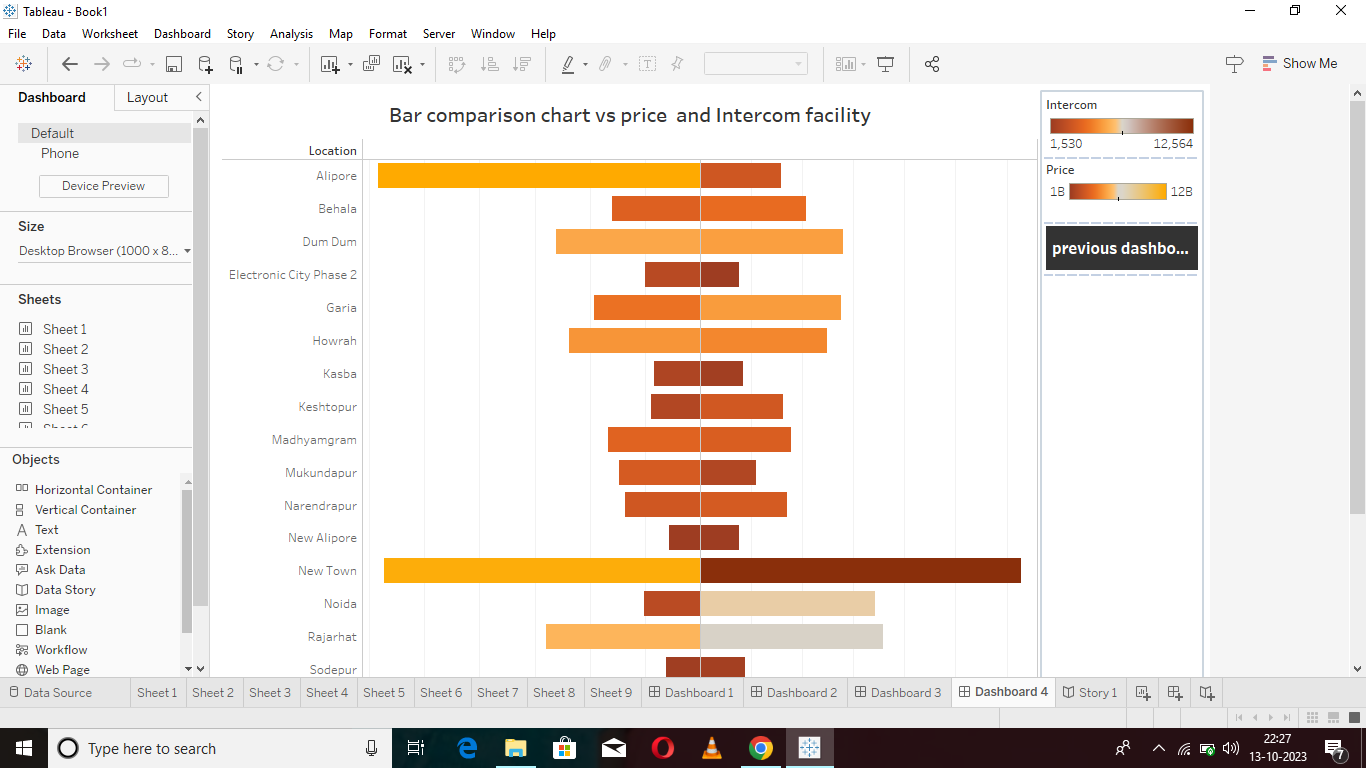 Tableau - Book1
File Data Worksheet Dashboard Story Analysis Map Format Server Window Help
Show Me
Dashboard Layout
Default
Phone
Device Preview
Size
Desktop Browser (1000 x 8...
Sheets
Sheet 1
Sheet 2
Sheet 3
Sheet 4
Sheet 5
Objects
Horizontal Container
Vertical Container
Text
Extension
Ask Data
Data Story
Image
Blank
Workflow
Web Page
Bar comparison chart vs price and Intercom facility
Location
Alipore
Behala
Dum Dum
Electronic City Phase 2
Garia
Howrah
Kasba
Keshtopur
Madhyamgram
Mukundapur
Narendrapur
New Alipore
New Town
Noida
Rajarhat
Sodepur
Intercom
1,530 12,564
Price
1B 12B
previous dashbo...
Data Source Sheet 1 Sheet 2 Sheet 3 Sheet 4 Sheet 5 Sheet 6 Sheet 7 Sheet 8 Sheet 9 Dashboard 1 Dashboard 2 Dashboard 3 Dashboard 4 Story 1
Type here to search
22:27
13-10-2023
7